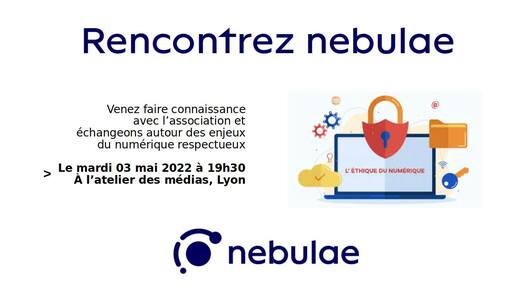 Rencontrez nebulae
Venez faire connaissance
avec l'association et
échangeons autour des enjeux
du numérique respectueux
> Le mardi 03 mai 2022 à 19h30
À l'atelier des médias, Lyon
@
L' ÉTHIQUE DU NUMÉRIQUE
nebulae